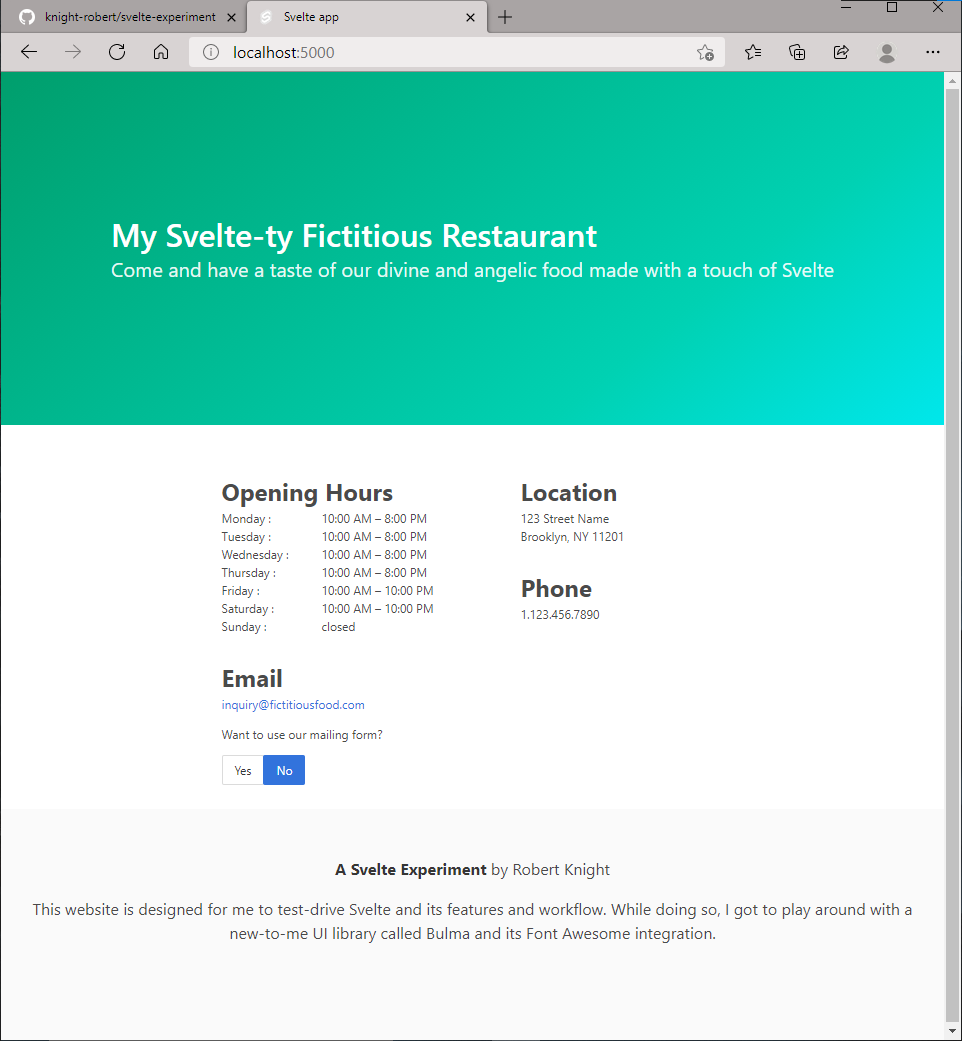 knight-robert/svelte-experiment
Svelte app
localhost:5000
My Svelte-ty Fictitious Restaurant
Come and have a taste of our divine and angelic food made with a touch of Svelte
Opening Hours
Monday : 10:00 AM – 8:00 PM
Tuesday : 10:00 AM – 8:00 PM
Wednesday : 10:00 AM – 8:00 PM
Thursday : 10:00 AM – 8:00 PM
Friday : 10:00 AM – 10:00 PM
Saturday : 10:00 AM – 10:00 PM
Sunday : closed
Location
123 Street Name
Brooklyn, NY 11201
Phone
1.123.456.7890
Email
inquiry@fictitiousfood.com
Want to use our mailing form?
Yes No
A Svelte Experiment by Robert Knight
This website is designed for me to test-drive Svelte and its features and workflow. While doing so, I got to play around with a
new-to-me UI library called Bulma and its Font Awesome integration.